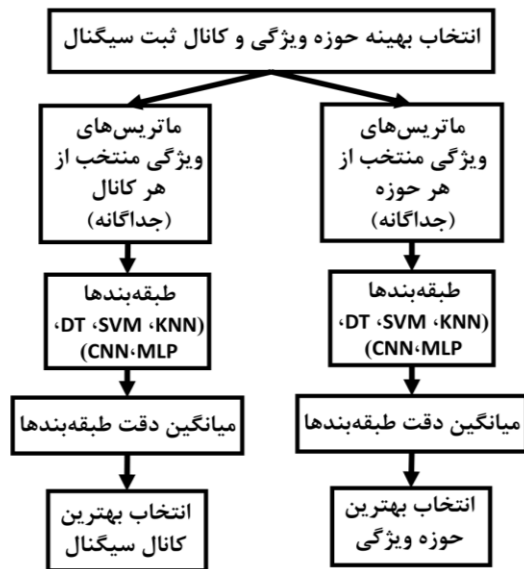 انتخاب بهینه حوزه ویژگی و کانال ثبت سیگنال
ماتریس‌های
ویژگی منتخب از
هر حوزه
(جداگانه)
طبقه‌بندها
(KNN، SVM، DT،
MLP،CNN)
میانگین دقت طبقه‌بندها
انتخاب بهترین
حوزه ویژگی
ماتریس‌های
ویژگی منتخب از
هر کانال
(جداگانه)
طبقه‌بندها
(KNN، SVM، DT،
MLP،CNN)
میانگین دقت طبقه‌بندها
انتخاب بهترین
کانال سیگنال